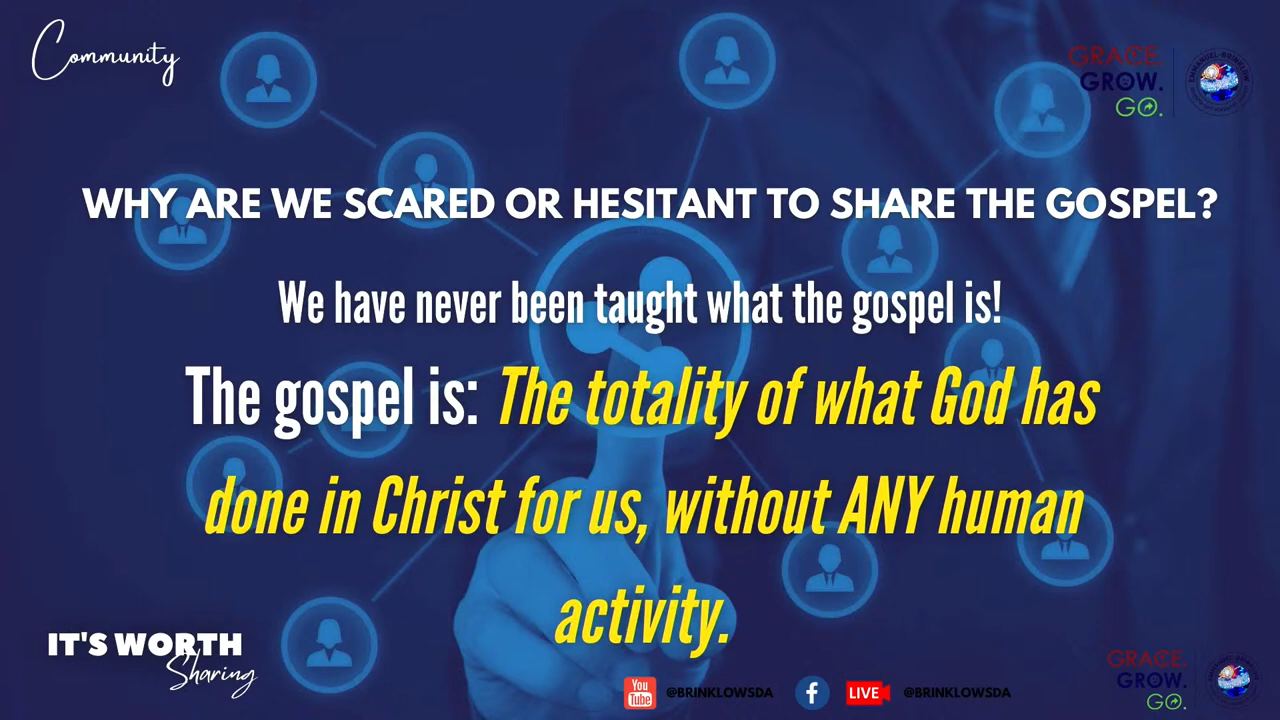 Community
GRACE.
GROW.
GO.
WHY ARE WE SCARED OR HESITANT TO SHARE THE GOSPEL?
We have never been taught what the gospel is!
The gospel is: The totality of what God has
done in Christ for us, without ANY human
activity.
IT'S WORTH
Sharing
You
Tube
@BRINKLOWSDA
LIVE
@BRINKLOWSDA
GRACE.
GROW.
GO.